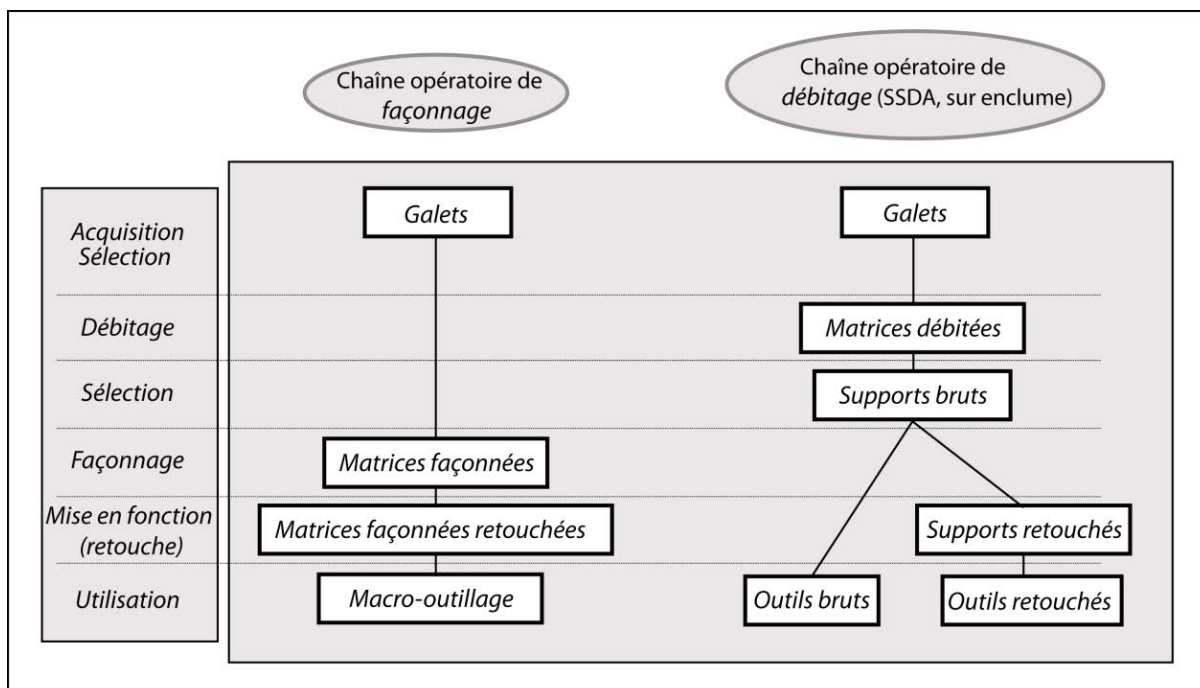 Chaîne opératoire de
façonnage
Chaîne opératoire de
débitage (SSDA, sur enclume)
Acquisition
Sélection
Galets
Galets
Débitage
Matrices débitées
Sélection
Supports bruts
Façonnage
Matrices façonnées
Mise en fonction
(retouche)
Matrices façonnées retouchées
Supports retouchés
Utilisation
Macro-outillage
Outils bruts
Outils retouchés